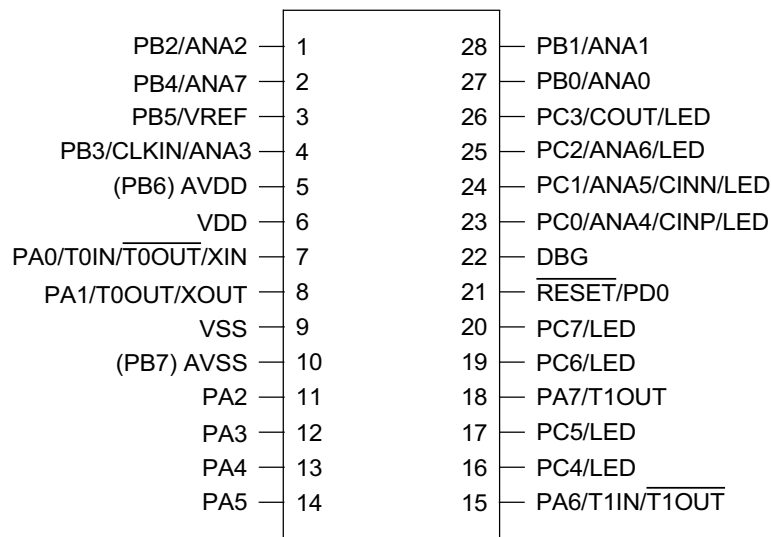 PB2/ANA2 1 28 PB1/ANA1
PB4/ANA7 2 27 PB0/ANA0
PB5/VREF 3 26 PC3/COUT/LED
PB3/CLKIN/ANA3 4 25 PC2/ANA6/LED
(PB6) AVDD 5 24 PC1/ANA5/CINN/LED
VDD 6 23 PC0/ANA4/CINP/LED
PA0/T0IN/T̅0̅O̅U̅T̅/XIN 7 22 DBG
PA1/T0OUT/XOUT 8 21 R̅E̅S̅E̅T̅/PD0
VSS 9 20 PC7/LED
(PB7) AVSS 10 19 PC6/LED
PA2 11 18 PA7/T1OUT
PA3 12 17 PC5/LED
PA4 13 16 PC4/LED
PA5 14 15 PA6/T1IN/T̅1̅O̅U̅T̅